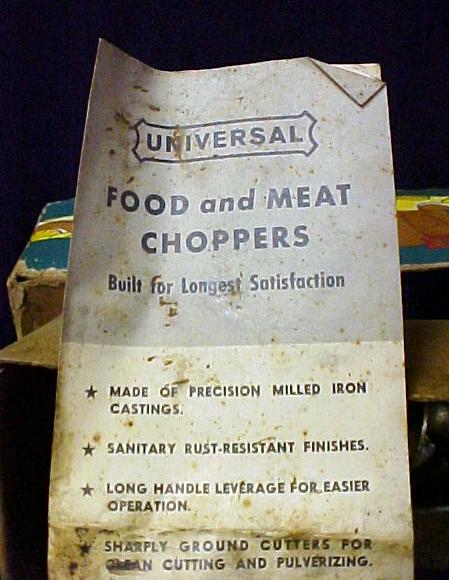 UNIVERSAL
FOOD and MEAT
CHOPPERS
Built for Longest Satisfaction
★ MADE OF PRECISION MILLED IRON
CASTINGS.
★ SANITARY RUST-RESISTANT FINISHES.
★ LONG HANDLE LEVERAGE FOR EASIER
OPERATION.
★ SHARPLY GROUND CUTTERS FOR
CLEAN CUTTING AND PULVERIZING.